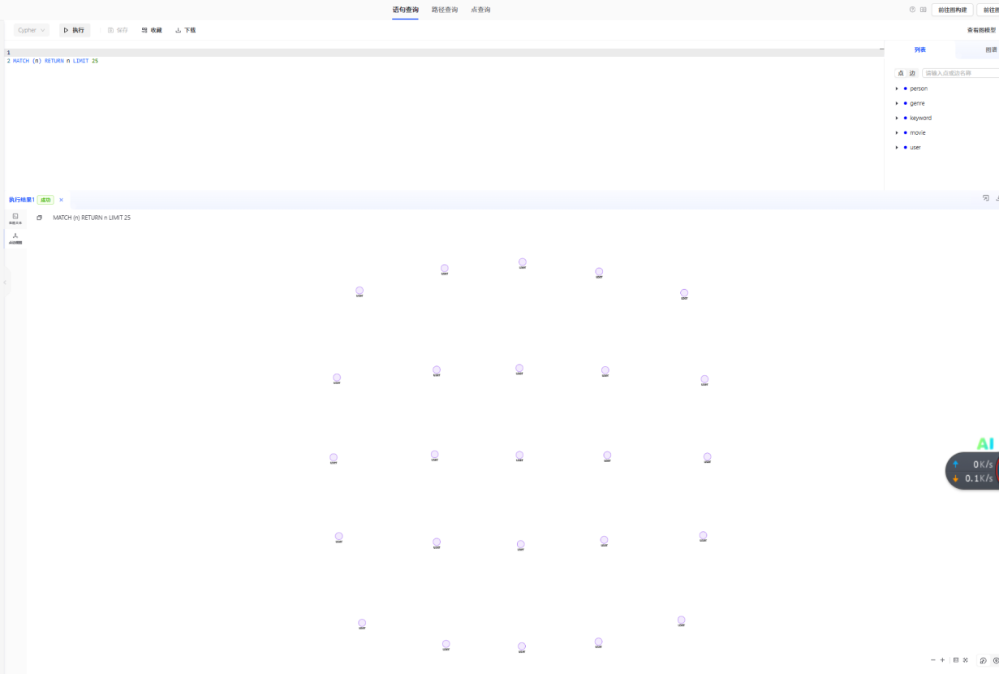 语句查询 路径查询 点查询
前往图构建
Cypher 执行 保存 收藏 下载
查看图模型
1
2 MATCH (n) RETURN n LIMIT 25
列表 图谱
点 边 请输入点或边名称
person
genre
keyword
movie
user
执行结果1 成功 ×
MATCH (n) RETURN n LIMIT 25
user user user
user user
user user user
user user
user user user
user user
user user
user user user
user user
user user user
AI
0K/s
0.1K/s